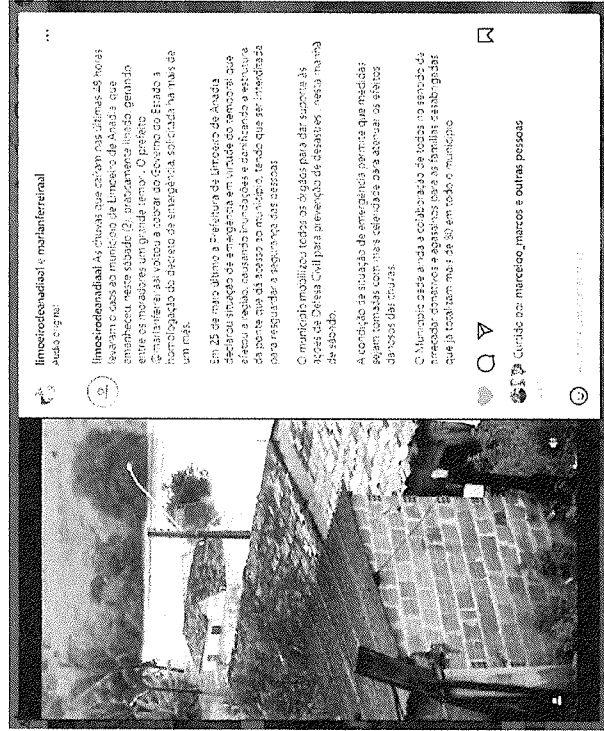 limoeirodeanadiaal e marlanferreiraal
Áudio original
limoeirodeanadiaal As chuvas que caíram nas últimas 48 horas
levaram o caos ao município de Limoeiro de Anadia, que
amanheceu, neste sábado (2), praticamente ilhado, gerando
entre os moradores um grande temor. O prefeito
@marlanferreiraal voltou a cobrar do Governo do Estado a
homologação do decreto de emergência, solicitada há mais de
um mês.
Em 25 de maio último a Prefeitura de Limoeiro de Anadia
declarou situação de emergência em virtude do temporal que
afetou a região, causando inundações e danificando a estrutura
da ponte que dá acesso ao município, tendo que ser interditada
para resguardar a segurança das pessoas.
O município mobilizou todos os órgãos para dar suporte às
ações de Defesa Civil para prevenção de desastres, nesta manhã
de sábado.
A condição de situação de emergência permite que medidas
sejam tomadas com mais celeridade para atenuar os efeitos
danosos das chuvas.
O Município pede ainda a colaboração de todos no sentido de
arrecadar donativos e agasalhos para as famílias desabrigadas
que já totalizam mais de 30 em todo o município.
Curtido por marceloo_marcos e outras pessoas